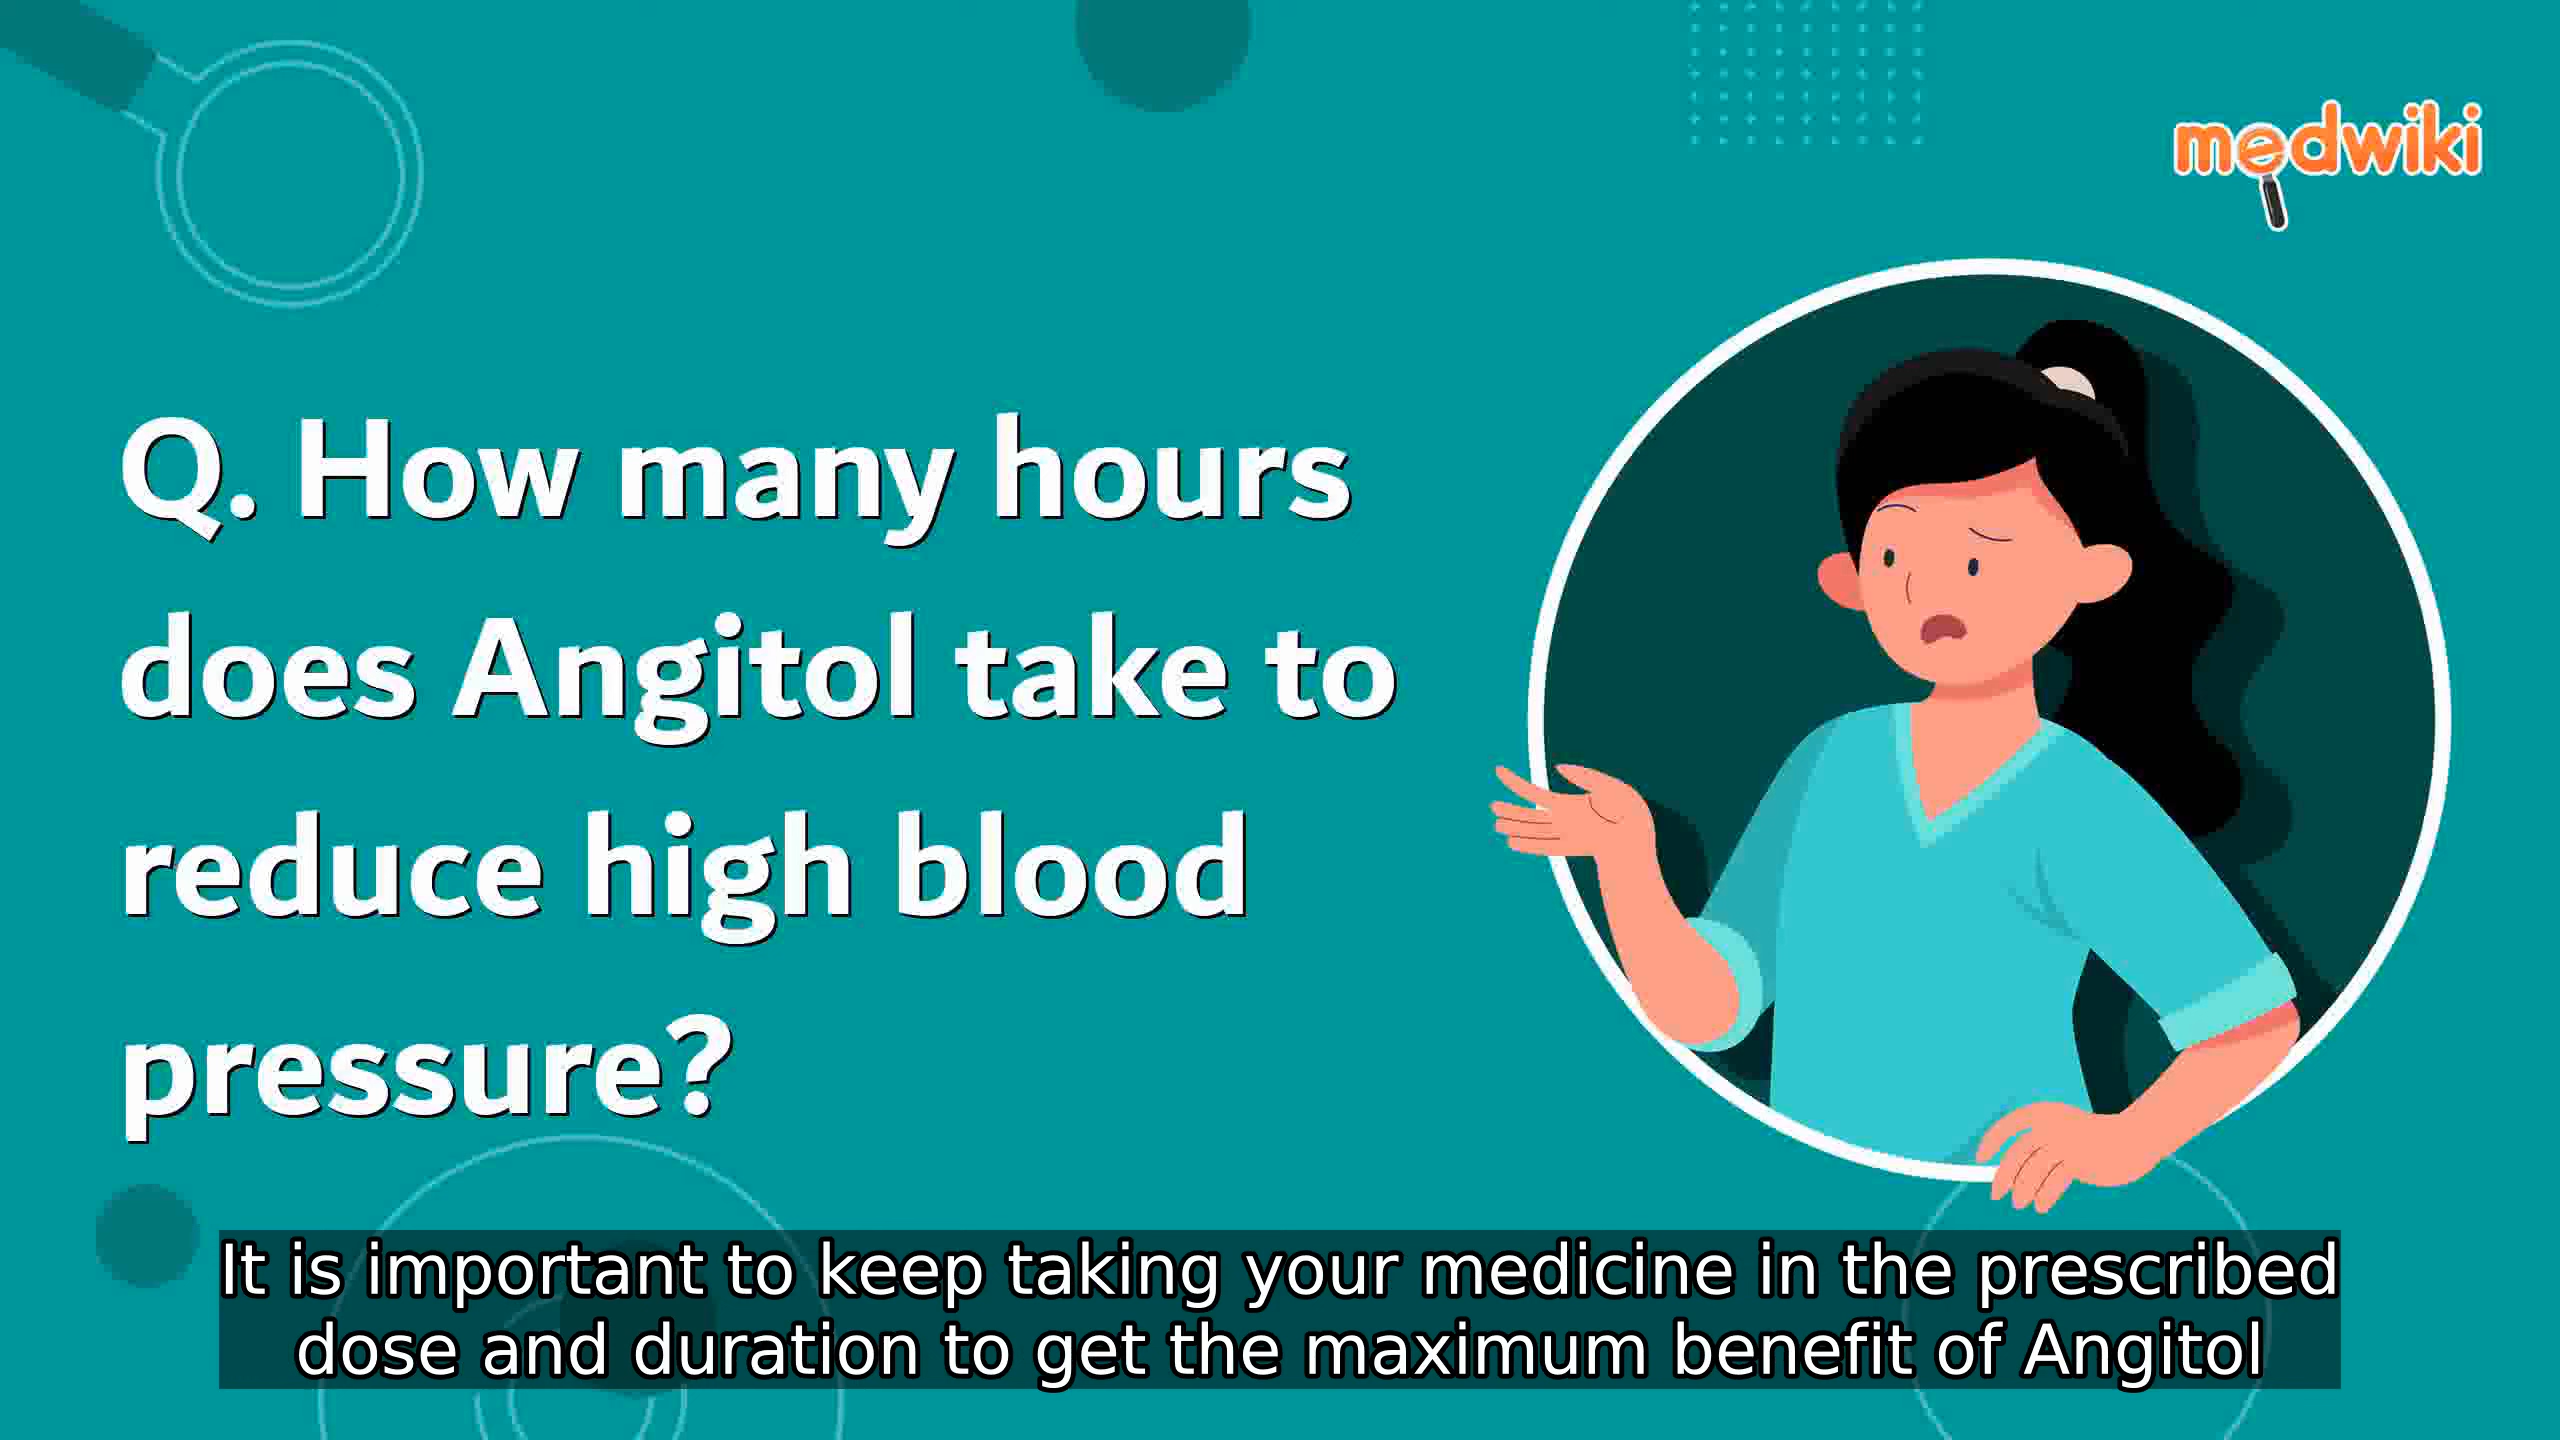 medwiki
Q. How many hours
does Angitol take to
reduce high blood
pressure?
It is important to keep taking your medicine in the prescribed
dose and duration to get the maximum benefit of Angitol